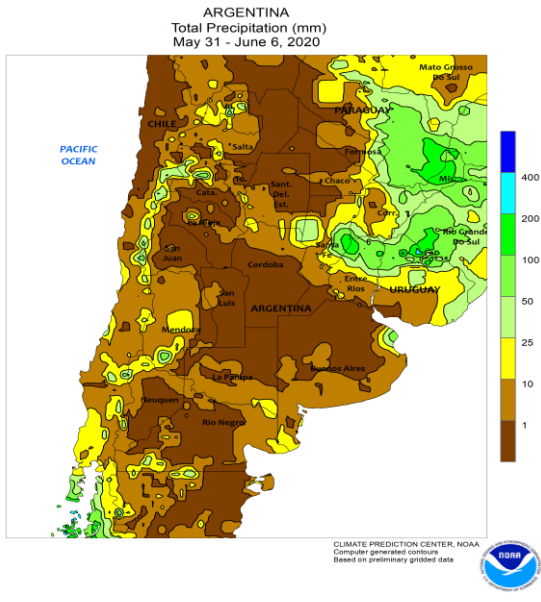 ARGENTINA
Total Precipitation (mm)
May 31 - June 6, 2020
Mato Grosso
Do Sul
PARAGUAY
CHILE
PACIFIC
OCEAN
Salta
Formosa
Chaco
Mis.
Cata.
Sant.
Del.
Est.
Corr.
Rio Grande
Do Sul
Santa
Fe
6
San
Juan
Cordoba
Entre
Rios
URUGUAY
San
Luis
ARGENTINA
Mendoza
La Pampa
Buenos Aires
Neuquen
Rio Negro
400
200
100
50
25
10
1
CLIMATE PREDICTION CENTER, NOAA
Computer generated contours
Based on preliminary gridded data
NOAA